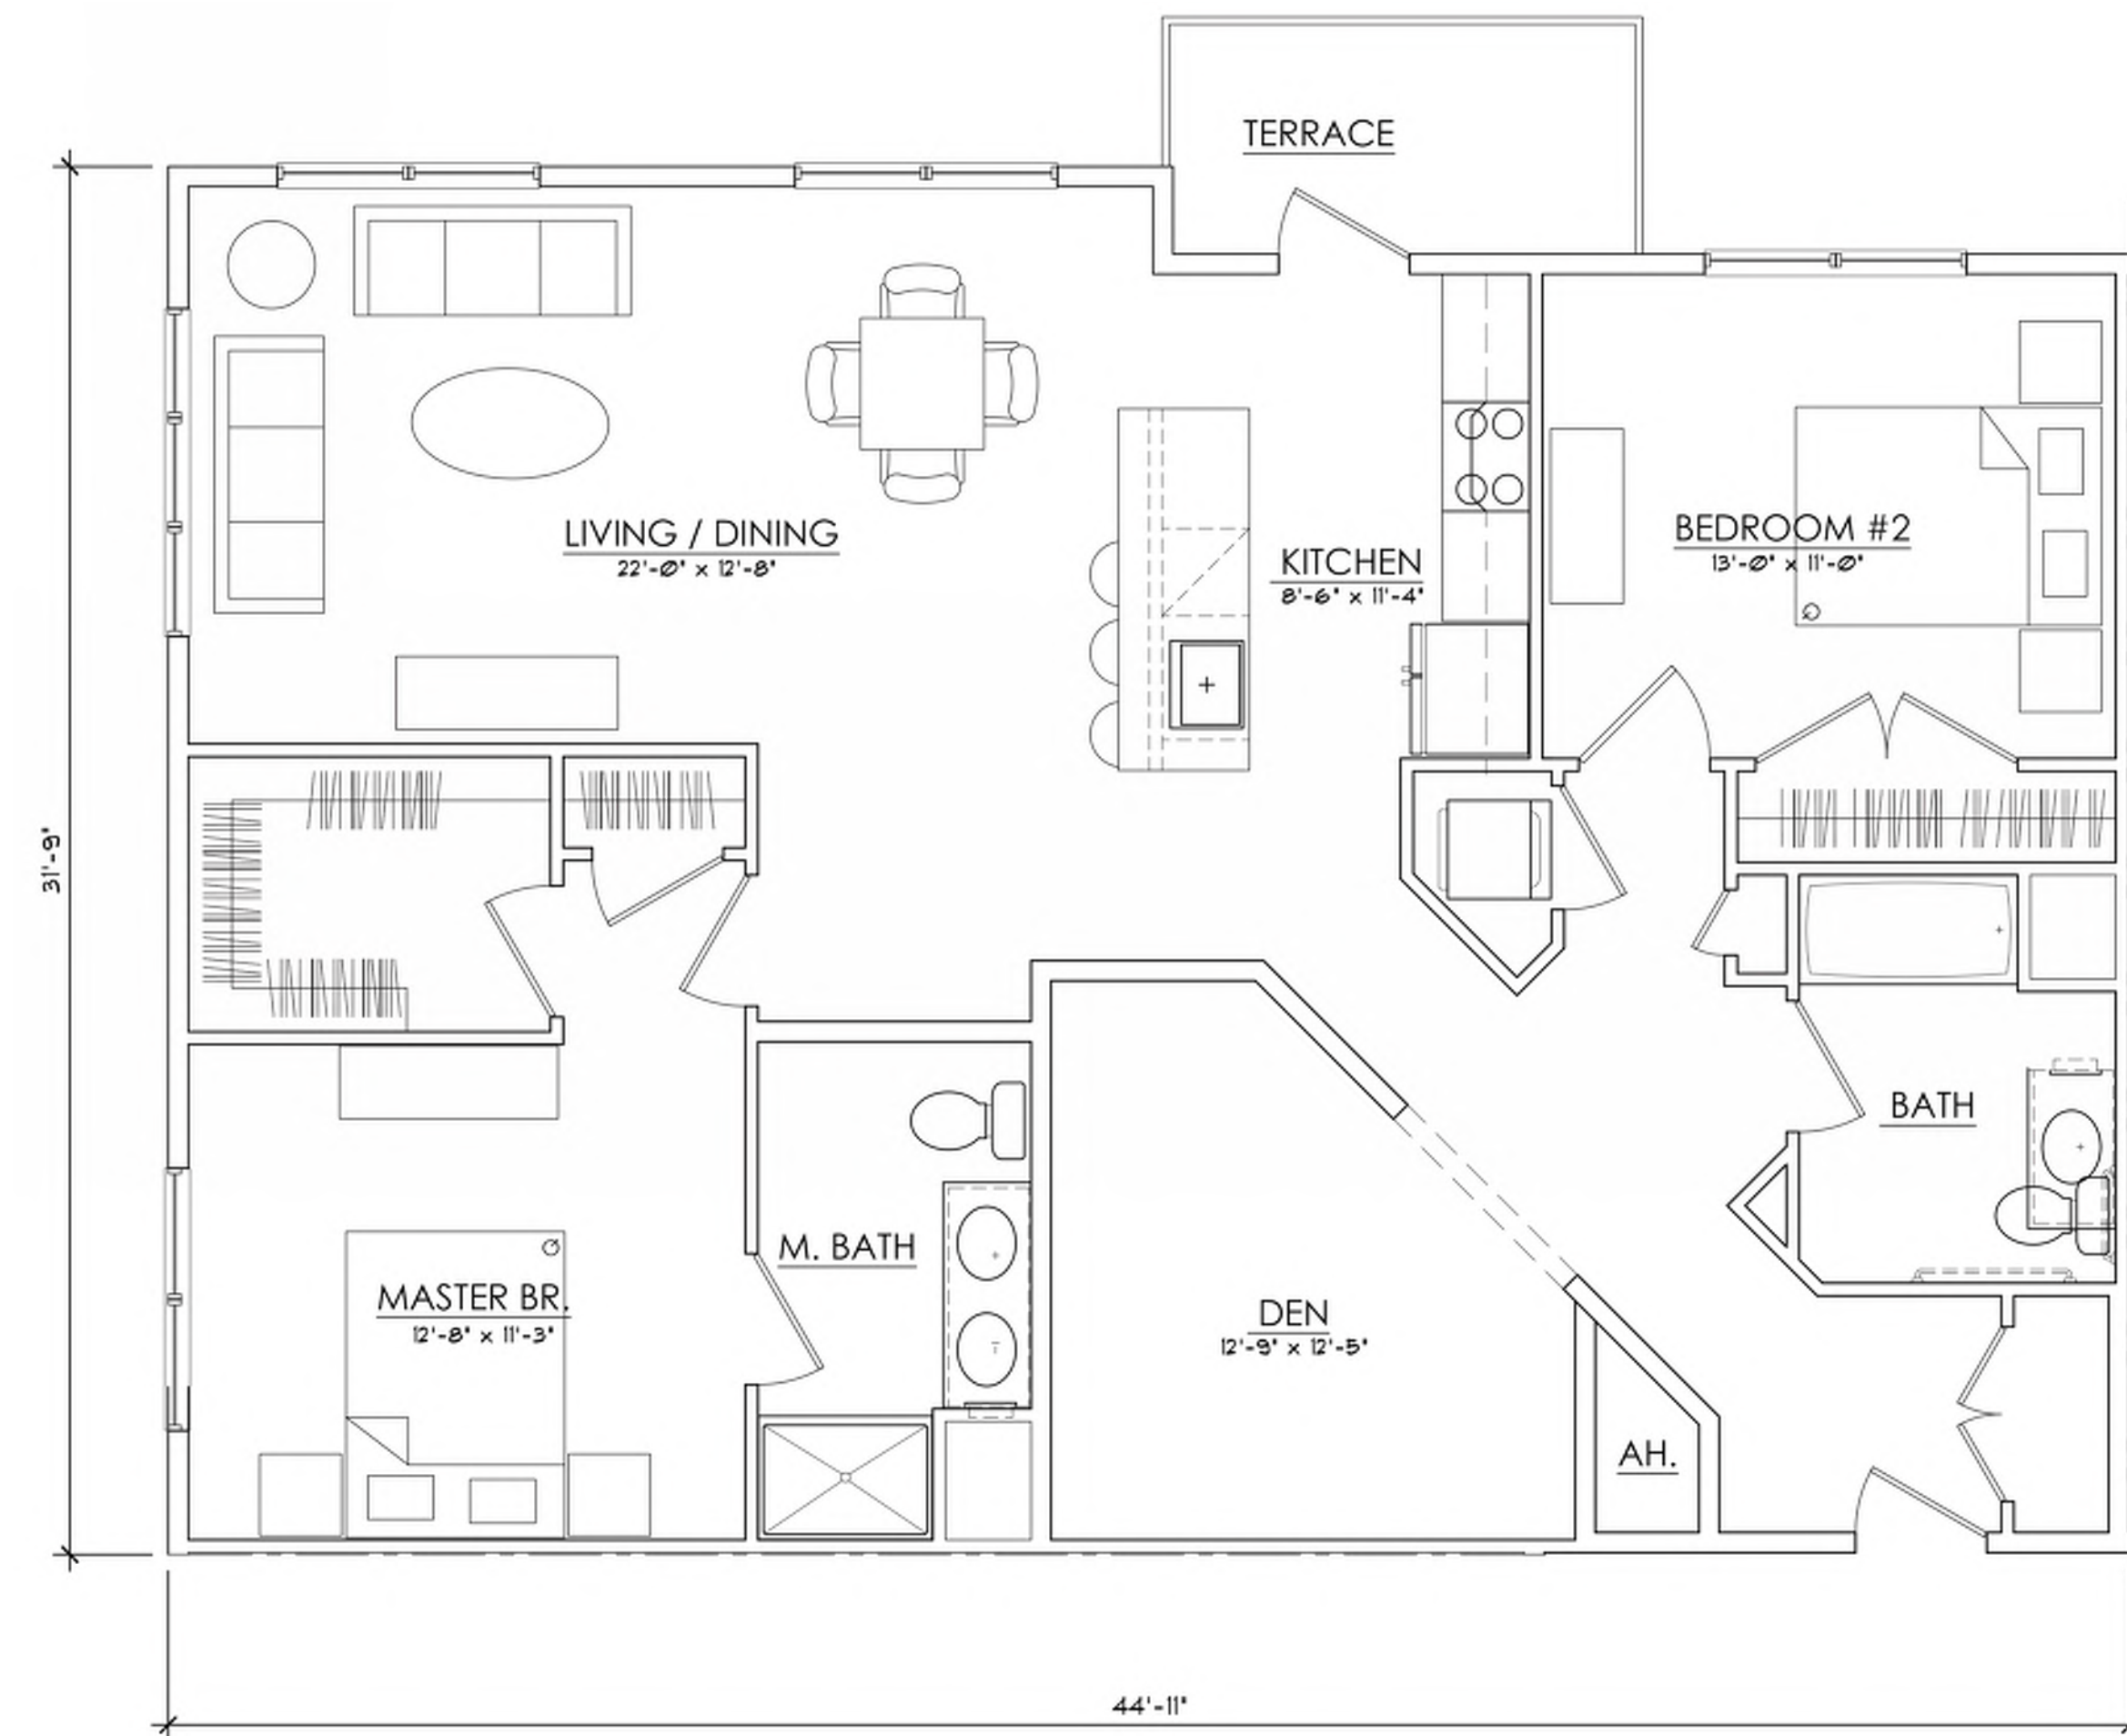 TERRACE
LIVING / DINING
22'-0" x 12'-8"
KITCHEN
8'-6" x 11'-4"
BEDROOM #2
13'-0" x 11'-0"
31'-9"
BATH
M. BATH
MASTER BR.
12'-8" x 11'-3"
DEN
12'-9" x 12'-5"
AH.
44'-11"